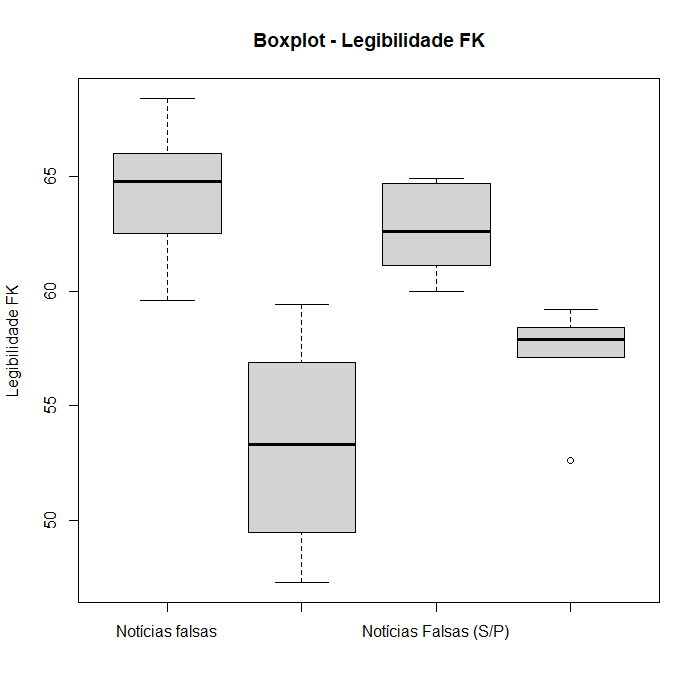 Boxplot - Legibilidade FK
Legibilidade FK
65
60
55
50
Notícias falsas
Notícias Falsas (S/P)